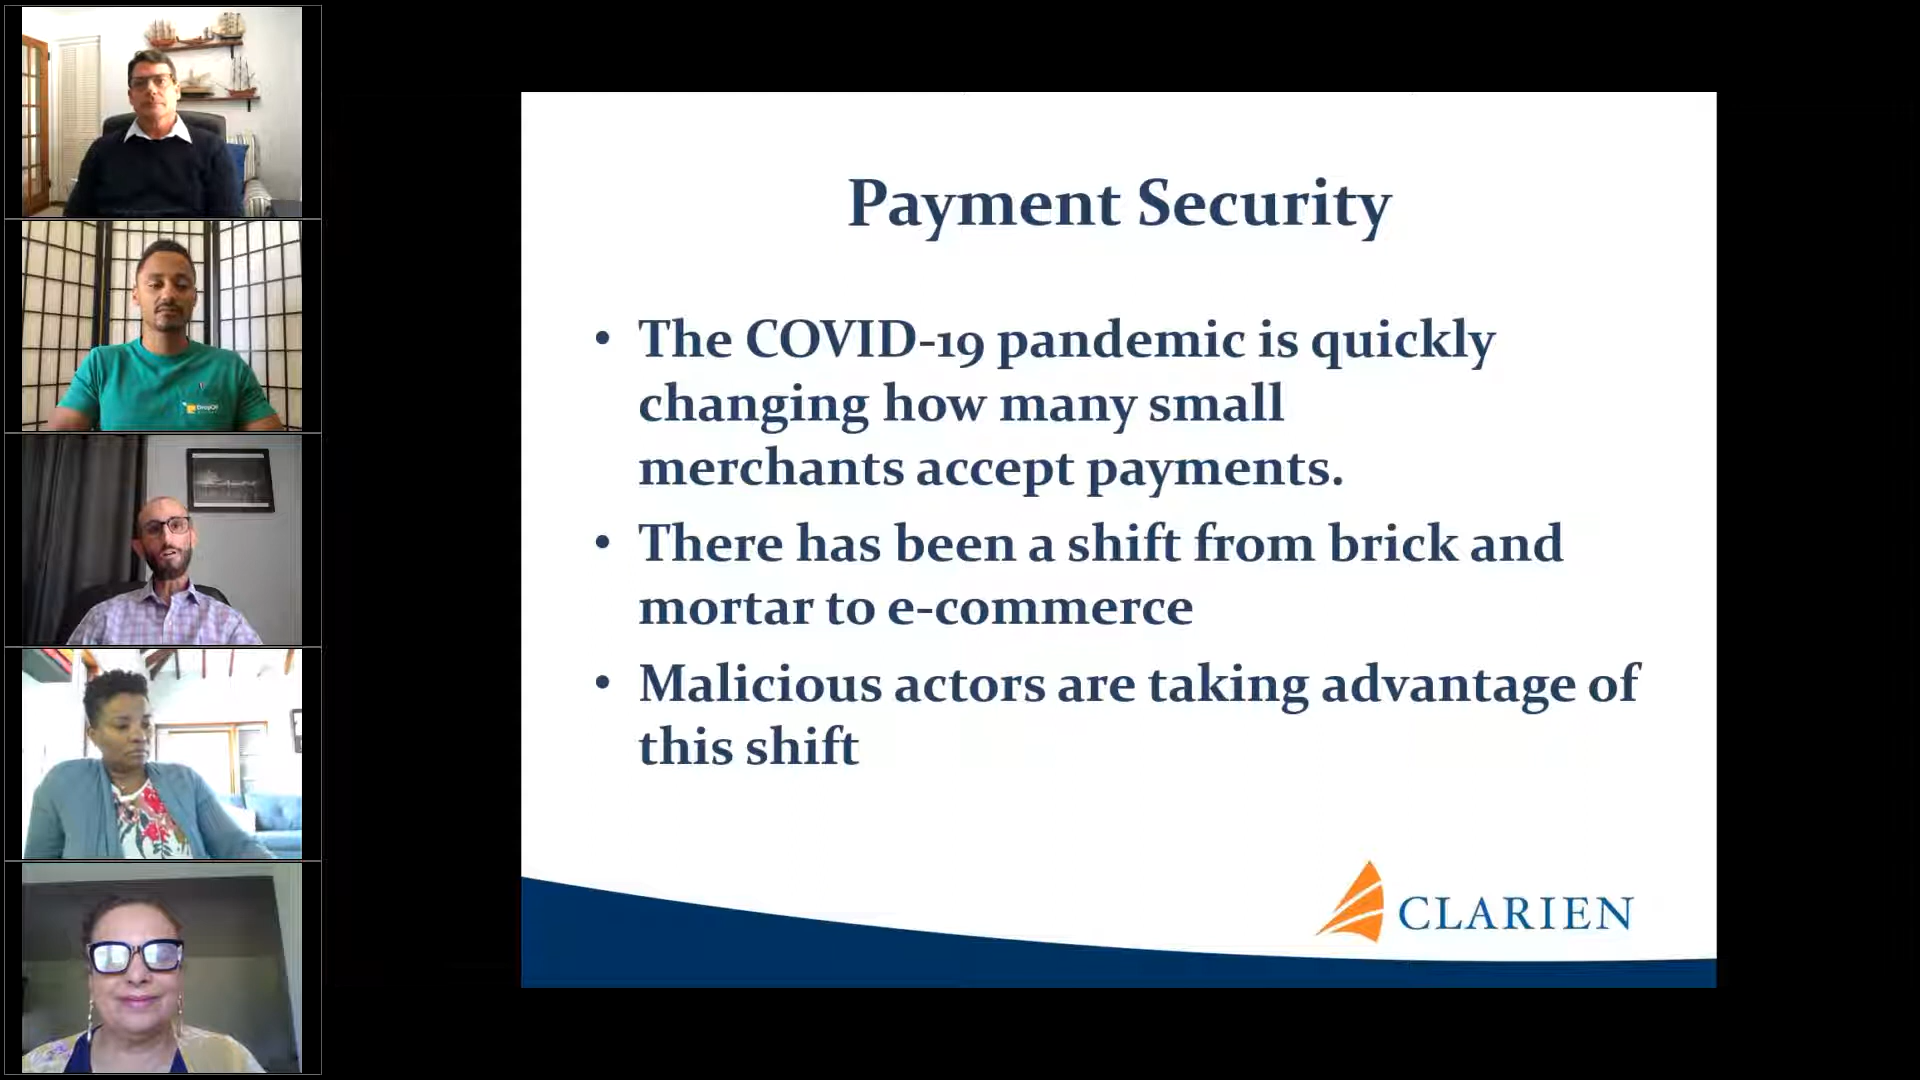 Payment Security
• The COVID-19 pandemic is quickly
changing how many small
merchants accept payments.
• There has been a shift from brick and
mortar to e-commerce
• Malicious actors are taking advantage of
this shift
CLARIEN
DropOff